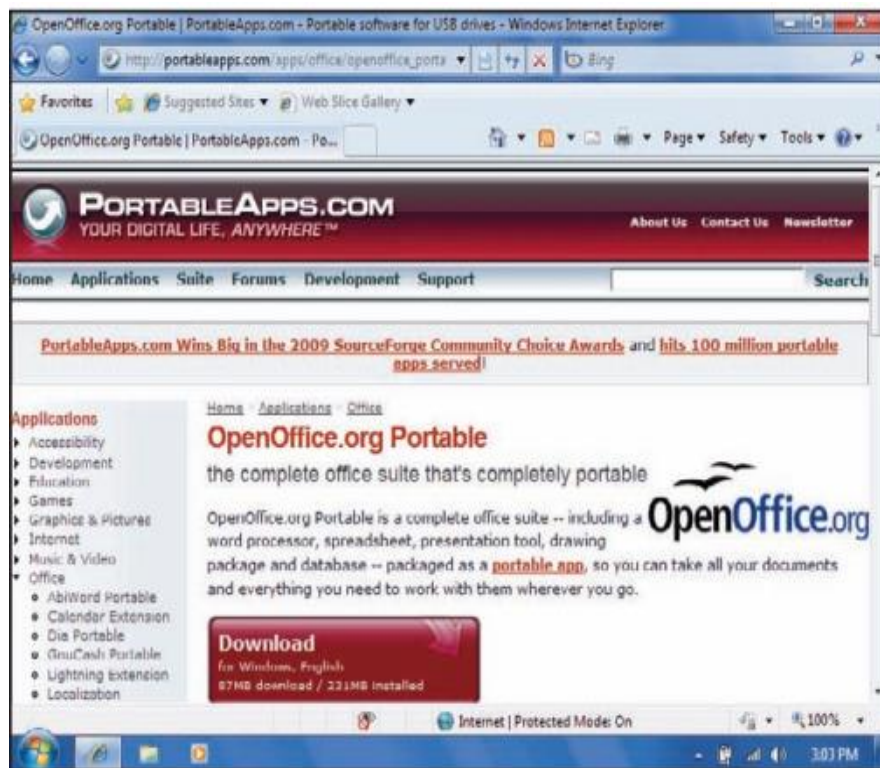 OpenOffice.org Portable | PortableApps.com - Portable software for USB drives - Windows Internet Explorer
http://portableapps.com/apps/office/openoffice_porta
Bing
Favorites Suggested Sites Web Slice Gallery
OpenOffice.org Portable | PortableApps.com - Po...
Page Safety Tools
PORTABLEAPPS.COM
YOUR DIGITAL LIFE, ANYWHERE™
About Us Contact Us Newsletter
Home Applications Suite Forums Development Support Search
PortableApps.com Wins Big in the 2009 SourceForge Community Choice Awards and hits 100 million portable
apps served!
Applications
Accessibility
Development
Education
Games
Graphics & Pictures
Internet
Music & Video
Office
AbiWord Portable
Calendar Extension
Dia Portable
GnuCash Portable
Lightning Extension
Localization
Home Applications Office
OpenOffice.org Portable
the complete office suite that's completely portable
OpenOffice.org
OpenOffice.org Portable is a complete office suite -- including a
word processor, spreadsheet, presentation tool, drawing
package and database -- packaged as a portable app, so you can take all your documents
and everything you need to work with them wherever you go.
Download
for Windows, English
87MB download / 231MB installed
Internet | Protected Mode: On
100%
3:03 PM